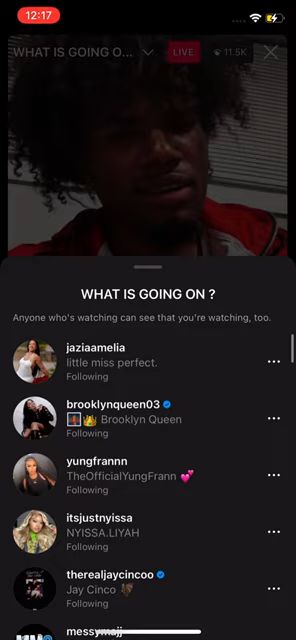 12:17
WHAT IS GOING O...
LIVE
11.5K
WHAT IS GOING ON ?
Anyone who's watching can see that you're watching, too.
jaziaamelia
little miss perfect.
Following
brooklynqueen03
Brooklyn Queen
Following
yungfrannn
TheOfficialYungFrann
Following
itsjustnyissa
NYISSA.LIYAH
Following
therealjaycincoo
Jay Cinco
Following
messymajj